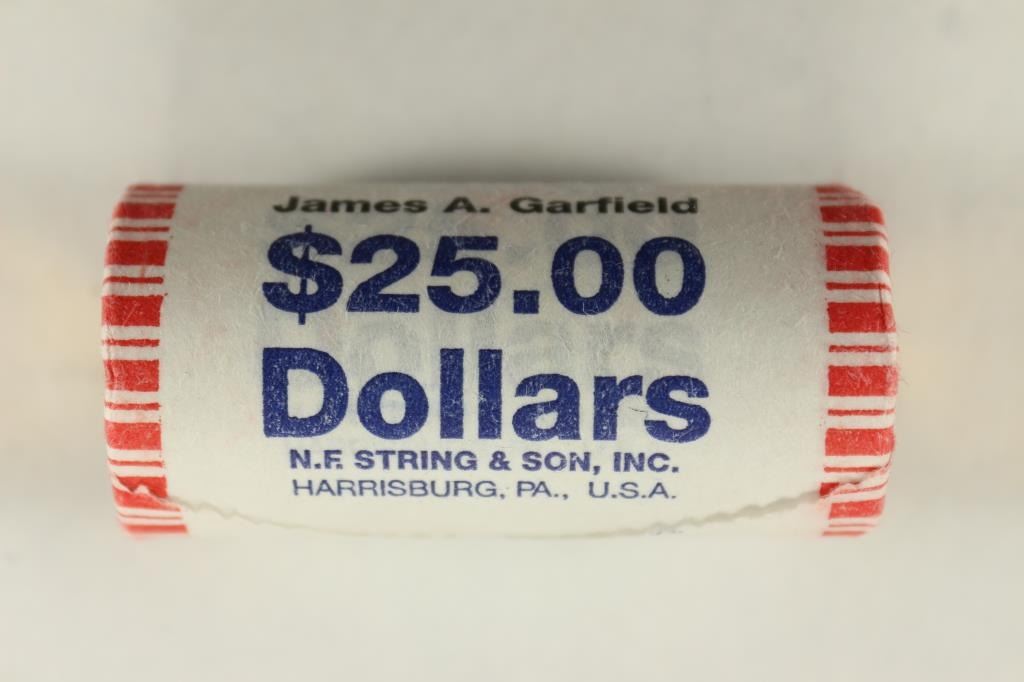 James A. Garfield
$25.00
Dollars
N.F. STRING & SON, INC.
HARRISBURG, PA., U.S.A.